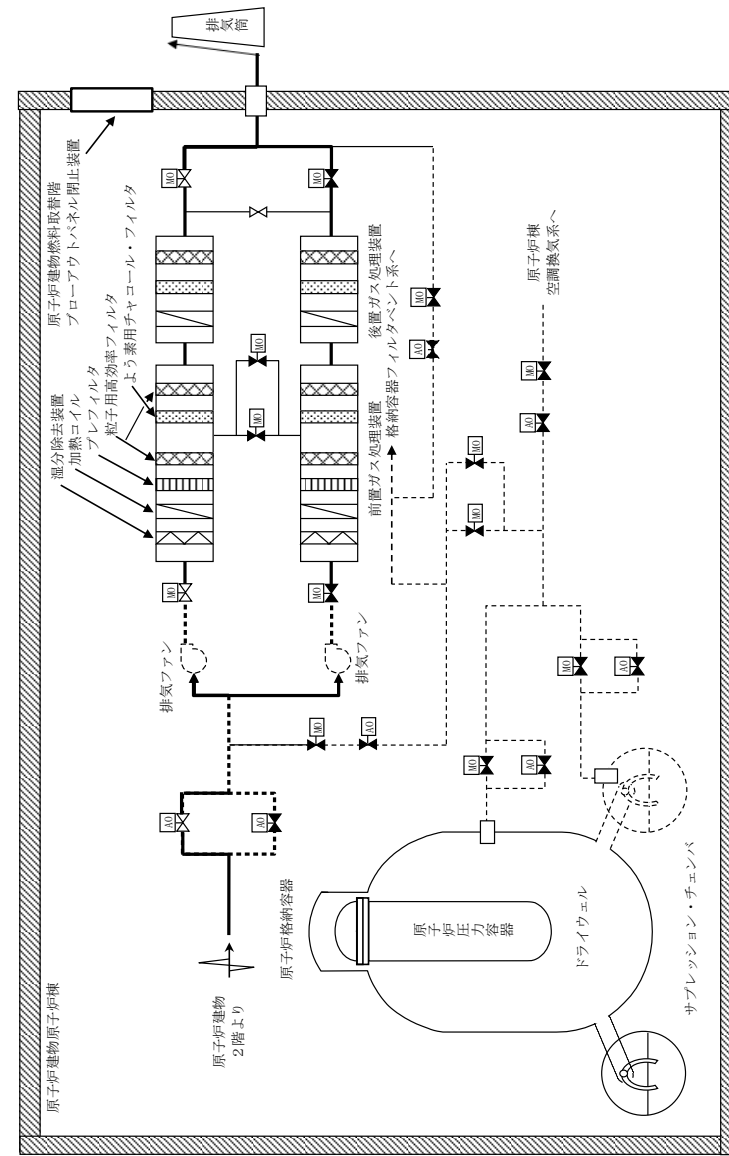 原子炉建物原子炉棟
原子炉建物
2階より
AO
AO
排気ファン
排気ファン
MO
MO
湿分除去装置
加熱コイル
プレフィルタ
粒子用高効率フィルタ
よう素用チャコール・フィルタ
原子炉建物燃料取替階
ブローアウトパネル閉止装置
MO
MO
MO
MO
排気筒
前置ガス処理装置
後置ガス処理装置
格納容器フィルタベント系へ
AO
MO
MO
AO
MO
MO
AO
MO
原子炉棟
空調換気系へ
MO
AO
MO
AO
原子炉格納容器
原子炉圧力容器
ドライウェル
サプレッション・チェンバ